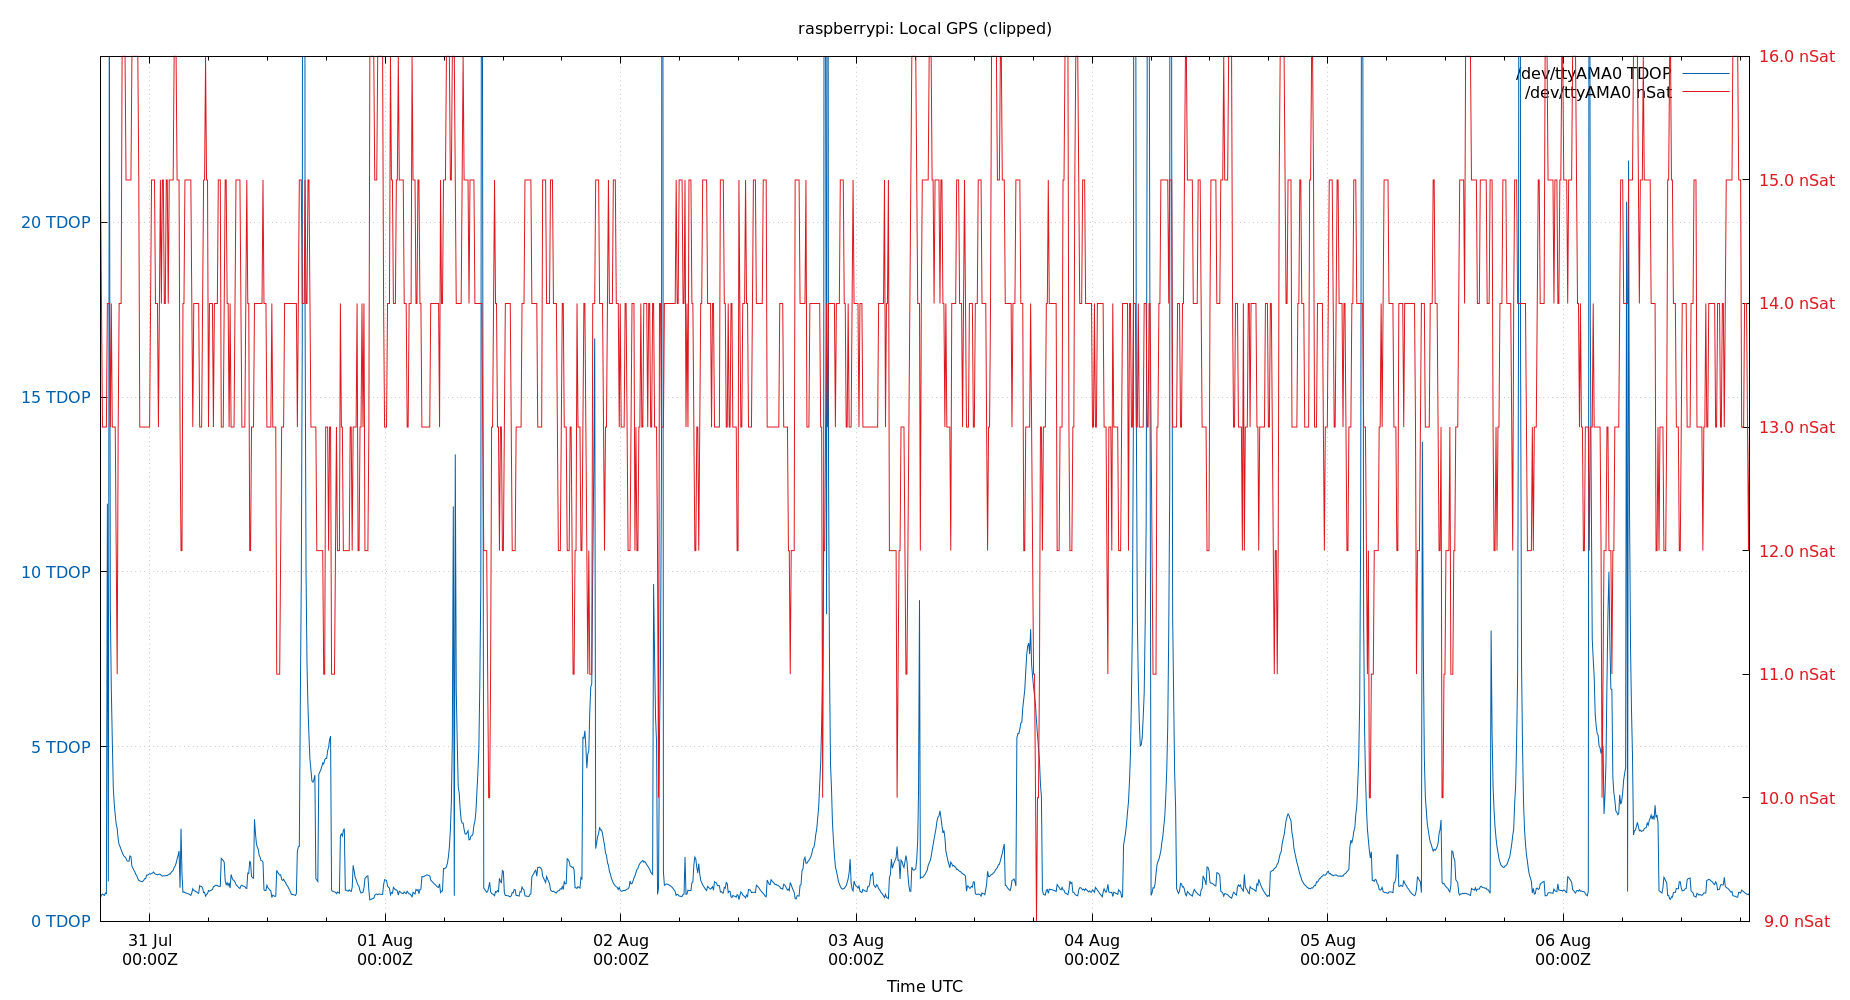 raspberrypi: Local GPS (clipped)
16.0 nSat
/dev/ttyAMA0 TDOP
/dev/ttyAMA0 nSat
15.0 nSat
20 TDOP
14.0 nSat
15 TDOP
13.0 nSat
12.0 nSat
10 TDOP
11.0 nSat
5 TDOP
10.0 nSat
0 TDOP
9.0 nSat
31 Jul 01 Aug 02 Aug 03 Aug 04 Aug 05 Aug 06 Aug
00:00Z 00:00Z 00:00Z 00:00Z 00:00Z 00:00Z 00:00Z
Time UTC